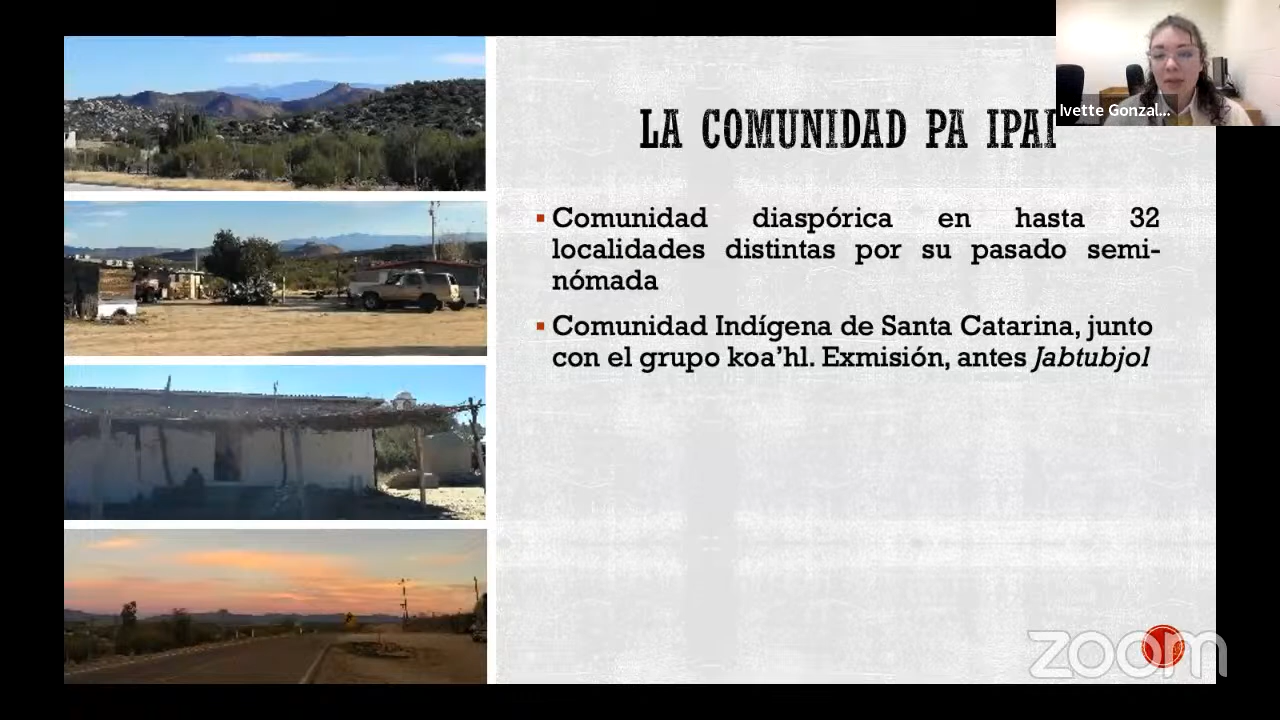 LA COMUNIDAD PA IPAI
Ivette Gonzal...
Comunidad diaspórica en hasta 32
localidades distintas por su pasado semi-
nómada
Comunidad Indígena de Santa Catarina, junto
con el grupo koa’hl. Exmisión, antes Jabtubjol
zoom